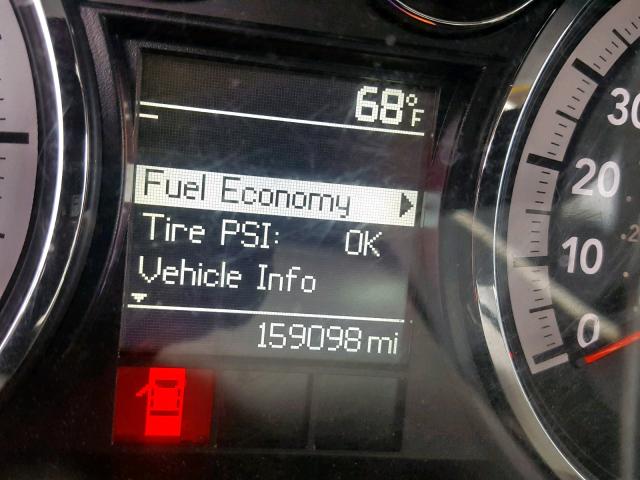 68°F
Fuel Economy
Tire PSI: OK
Vehicle Info
159098 mi
30
20
10
0